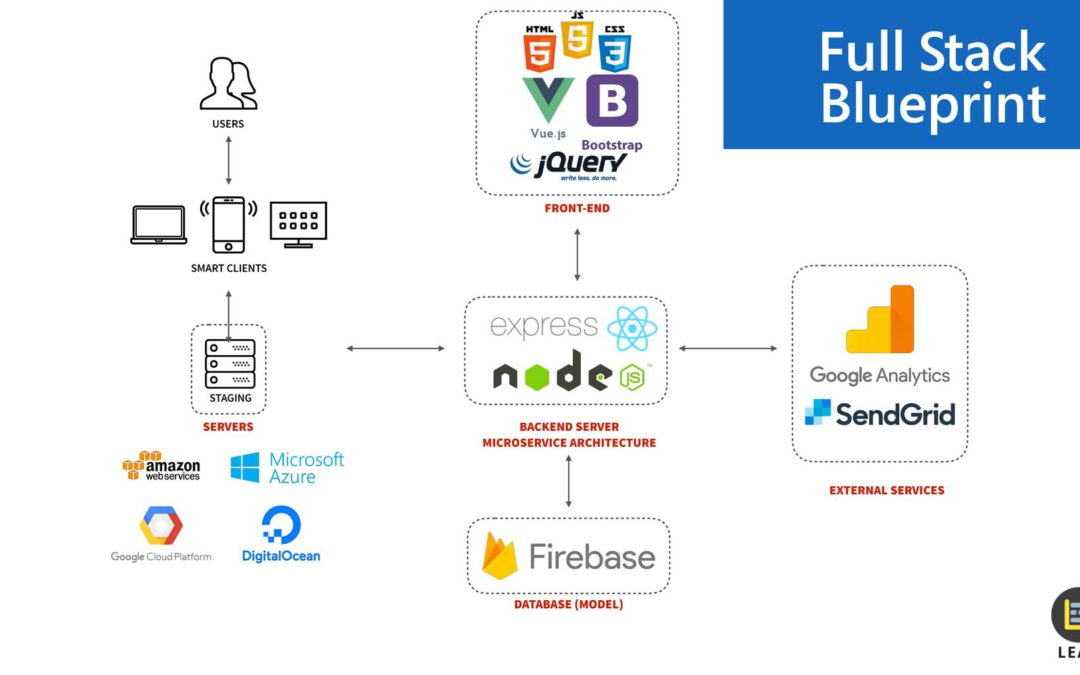 Full Stack
Blueprint
USERS
SMART CLIENTS
STAGING
SERVERS
amazon
web services
Microsoft
Azure
Google Cloud Platform
DigitalOcean
HTML
JS
CSS
5
5
3
Vue.js
B
Bootstrap
jQuery
write less, do more.
FRONT-END
express
node
JS
BACKEND SERVER
MICROSERVICE ARCHITECTURE
Firebase
DATABASE (MODEL)
Google Analytics
SendGrid
EXTERNAL SERVICES